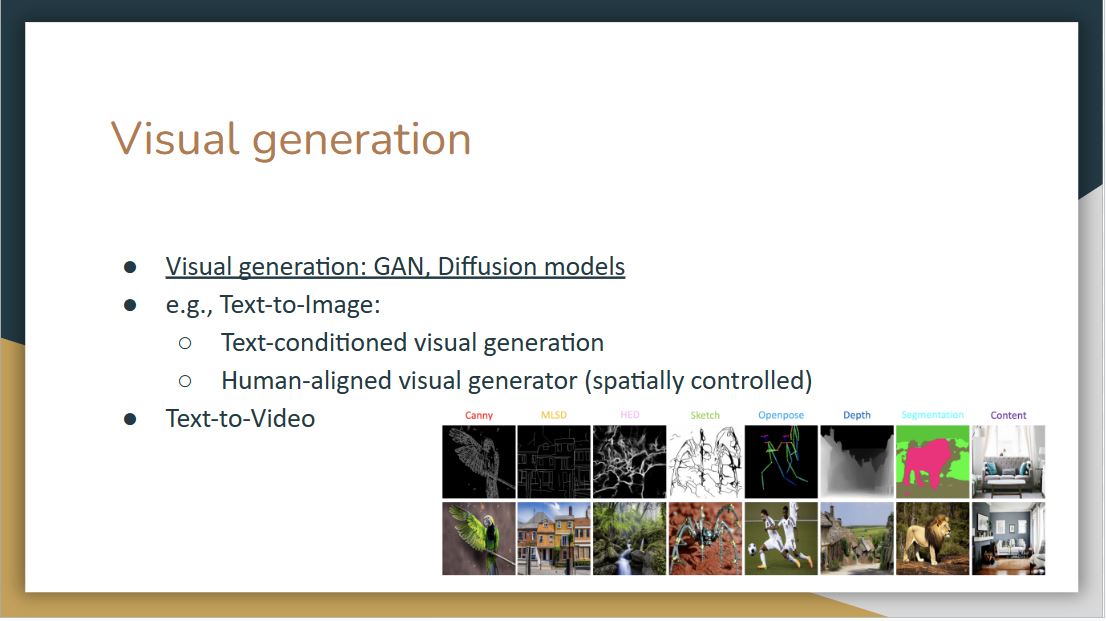 Visual generation
● Visual generation: GAN, Diffusion models
● e.g., Text-to-Image:
○ Text-conditioned visual generation
○ Human-aligned visual generator (spatially controlled)
● Text-to-Video
Canny MLSD HED Sketch Openpose Depth Segmentation Content